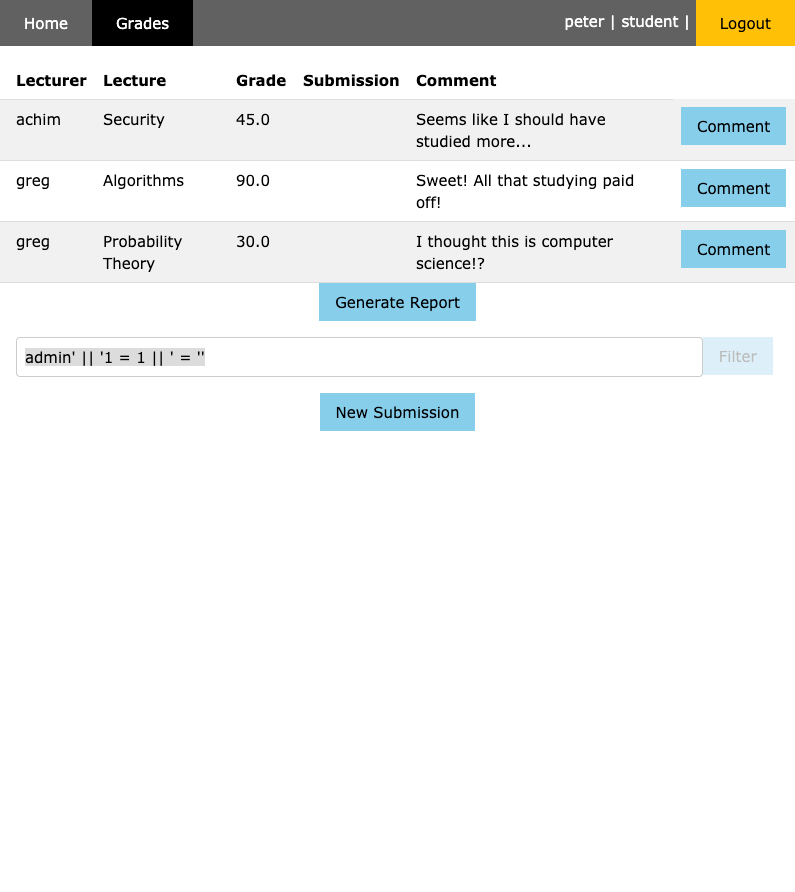 Home Grades peter | student | Logout
Lecturer Lecture Grade Submission Comment
achim Security 45.0 Seems like I should have Comment
studied more...
greg Algorithms 90.0 Sweet! All that studying paid Comment
off!
greg Probability 30.0 I thought this is computer Comment
Theory science!?
Generate Report
admin' || '1 = 1 || ' = '' Filter
New Submission